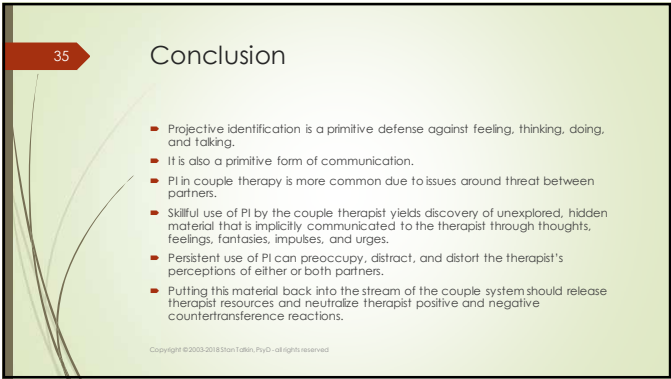 35
Conclusion
Projective identification is a primitive defense against feeling, thinking, doing,
and talking.
It is also a primitive form of communication.
PI in couple therapy is more common due to issues around threat between
partners.
Skillful use of PI by the couple therapist yields discovery of unexplored, hidden
material that is implicitly communicated to the therapist through thoughts,
feelings, fantasies, impulses, and urges.
Persistent use of PI can preoccupy, distract, and distort the therapist's
perceptions of either or both partners.
Putting this material back into the stream of the couple system should release
therapist resources and neutralize therapist positive and negative
countertransference reactions.
Copyright ©2003-2018 Stan Tatkin, PsyD - all rights reserved